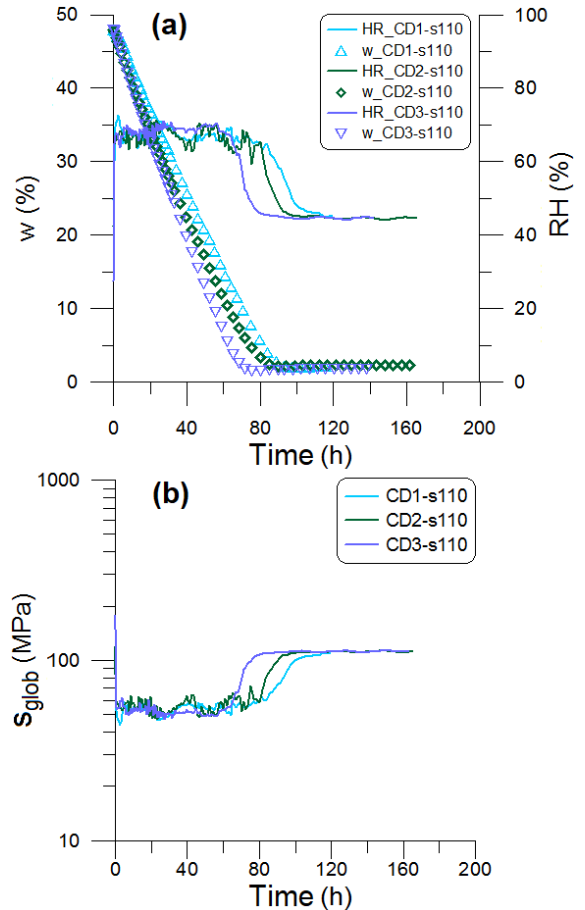 (a)
HR_CD1-s110
w_CD1-s110
HR_CD2-s110
w_CD2-s110
HR_CD3-s110
w_CD3-s110
50
40
30
20
10
0
w (%)
100
80
60
40
20
0
RH (%)
0 40 80 120 160 200
Time (h)
(b)
CD1-s110
CD2-s110
CD3-s110
1000
100
10
s_glob (MPa)
0 40 80 120 160 200
Time (h)